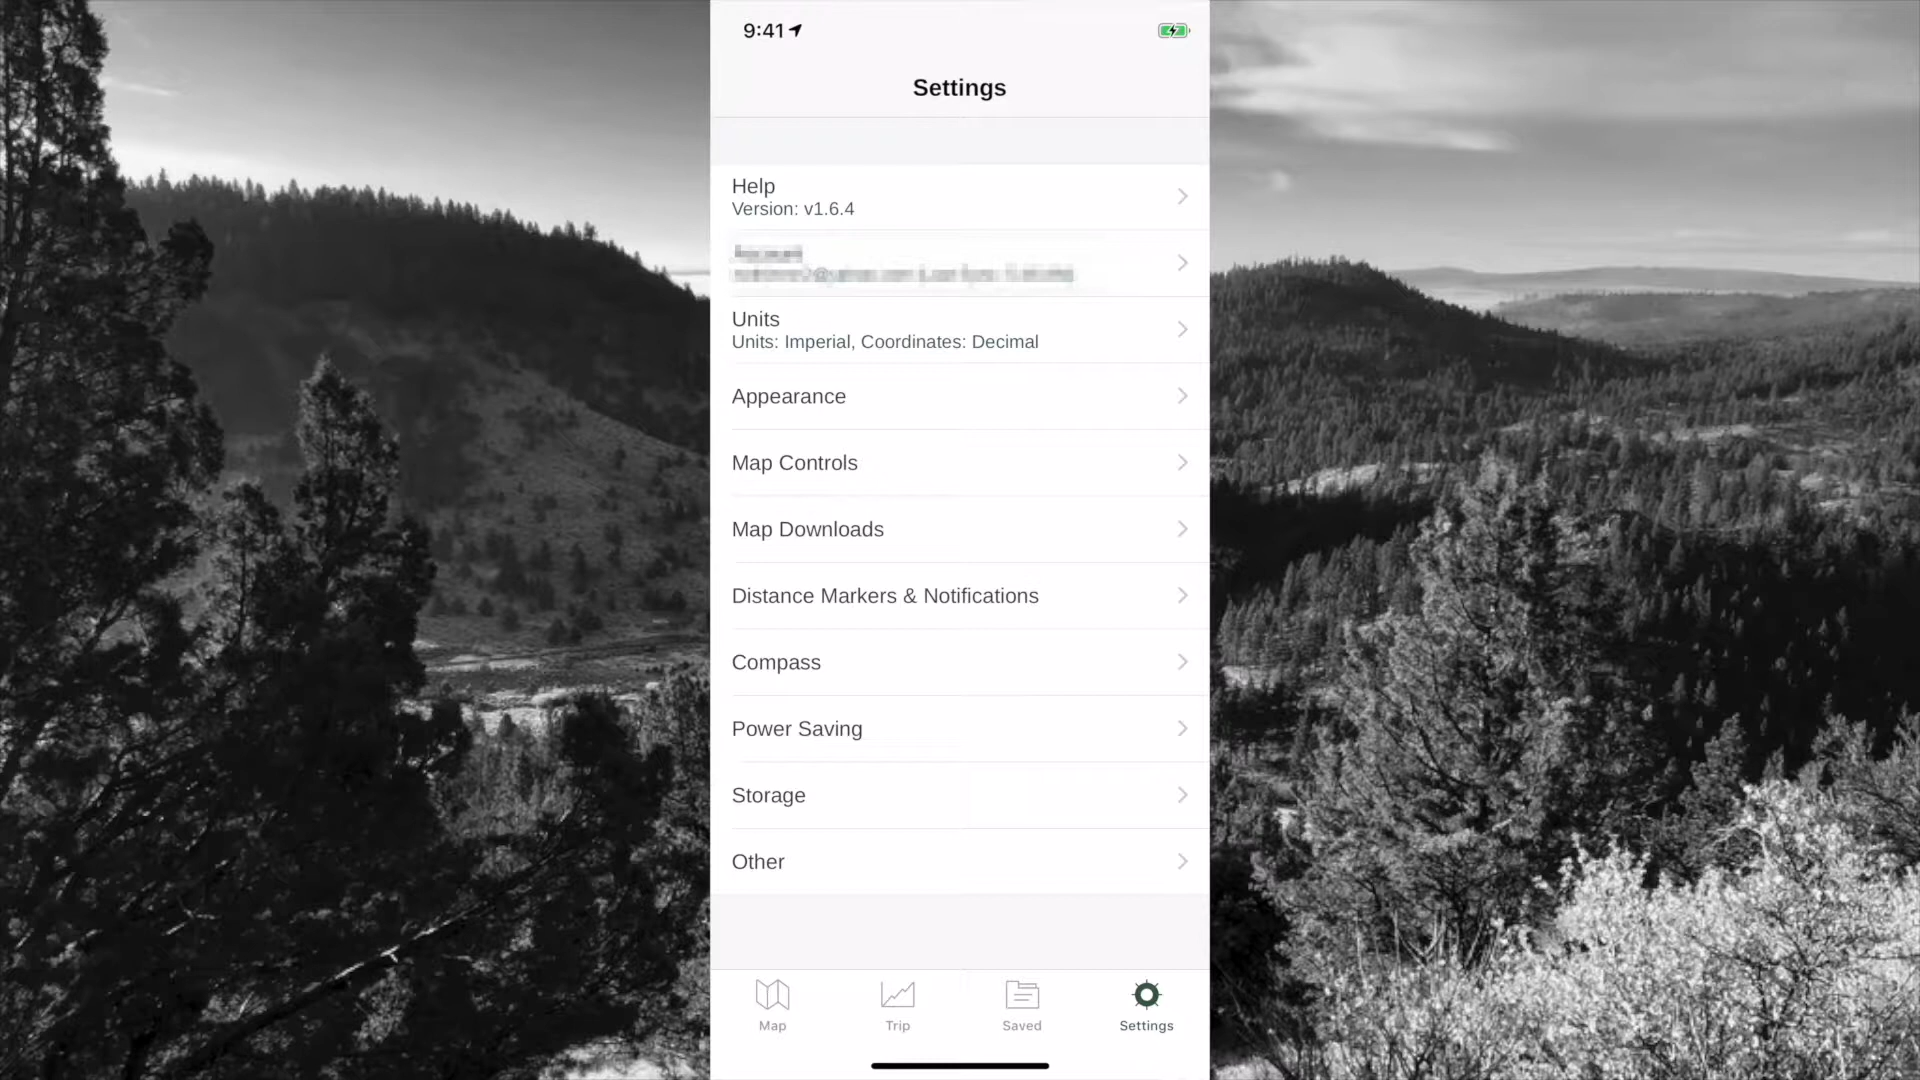 9:41
Settings
Help
Version: v1.6.4
Units
Units: Imperial, Coordinates: Decimal
Appearance
Map Controls
Map Downloads
Distance Markers & Notifications
Compass
Power Saving
Storage
Other
Map
Trip
Saved
Settings